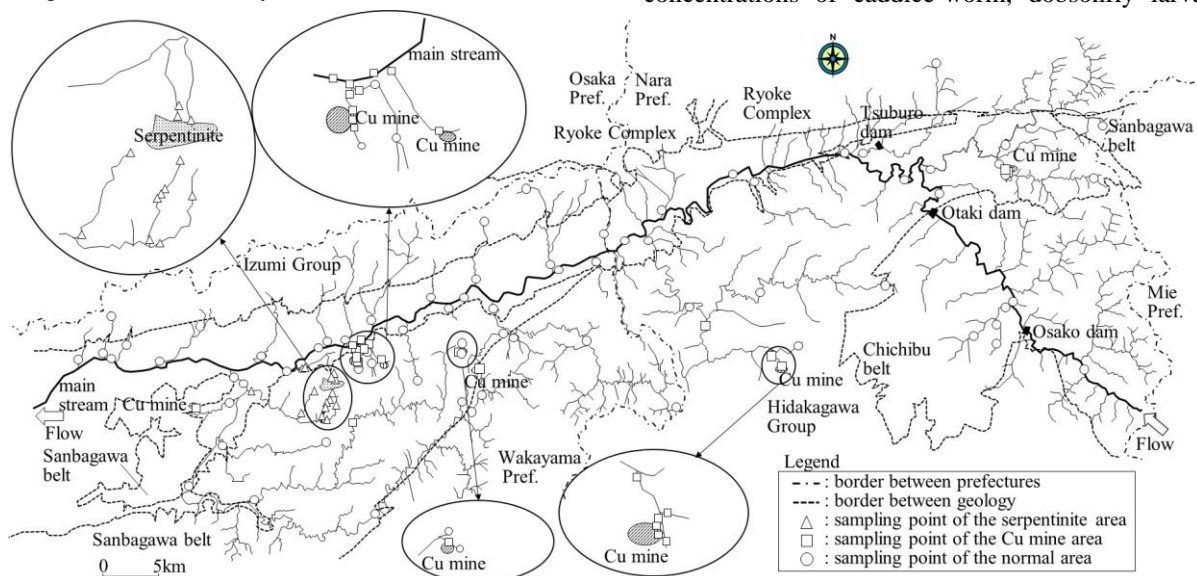 concentrations of caddice-worm, dobsonfly larva
N
main stream
Cu mine
Cu mine
Serpentinite
Osaka
Pref.
Nara
Pref.
Ryoke Complex
Ryoke
Complex
Tsuburo
dam
Sanbagawa
belt
Cu mine
Otaki dam
Izumi Group
Mie
Pref.
Osako dam
Chichibu
belt
Cu mine
Cu mine
Hidakagawa
Group
main
stream
Cu mine
Flow
Flow
Sanbagawa
belt
Wakayama
Pref.
Sanbagawa belt
0 5km
Cu mine
Cu mine
Legend
: border between prefectures
: border between geology
: sampling point of the serpentinite area
: sampling point of the Cu mine area
: sampling point of the normal area